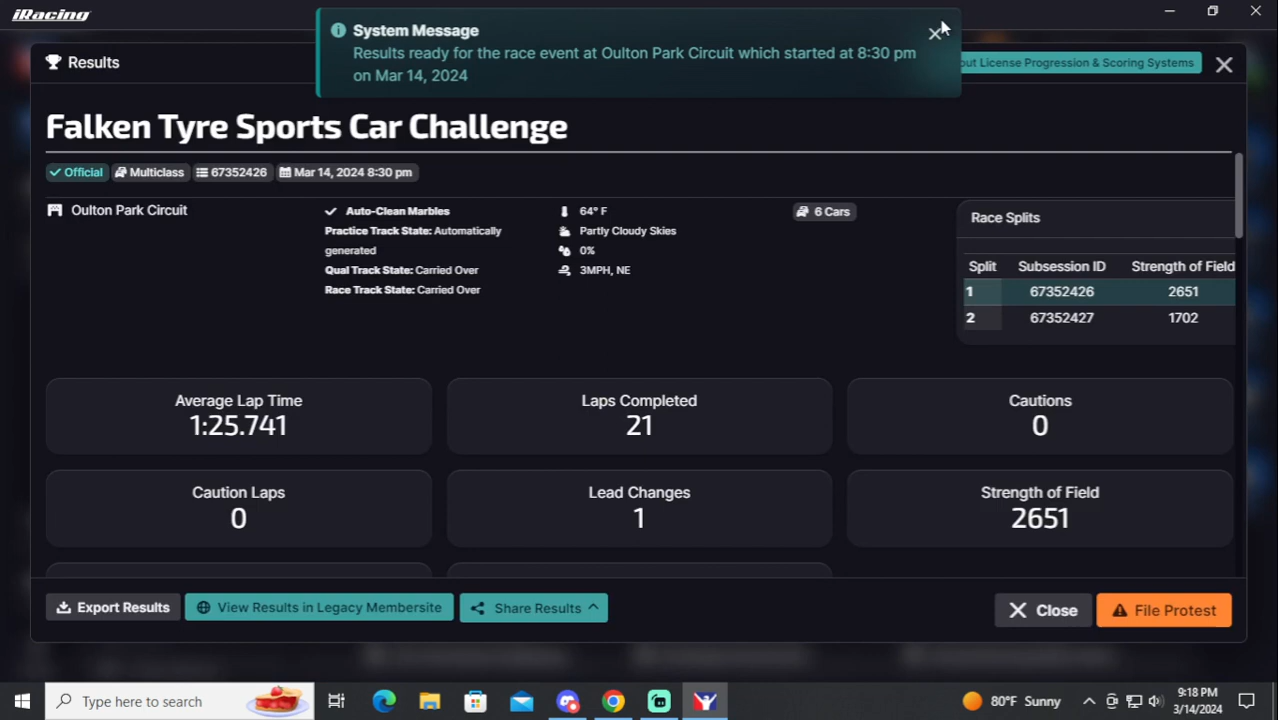 iRacing
System Message
Results ready for the race event at Oulton Park Circuit which started at 8:30 pm
on Mar 14, 2024
Results
out License Progression & Scoring Systems
Falken Tyre Sports Car Challenge
Official Multiclass 67352426 Mar 14, 2024 8:30 pm
Oulton Park Circuit
Auto-Clean Marbles
Practice Track State: Automatically
generated
Qual Track State: Carried Over
Race Track State: Carried Over
64° F
Partly Cloudy Skies
0%
3MPH, NE
6 Cars
Race Splits
Split Subsession ID Strength of Field
1 67352426 2651
2 67352427 1702
Average Lap Time
1:25.741
Laps Completed
21
Cautions
0
Caution Laps
0
Lead Changes
1
Strength of Field
2651
Export Results
View Results in Legacy Membersite
Share Results
Close
File Protest
Type here to search
80°F Sunny
9:18 PM
3/14/2024